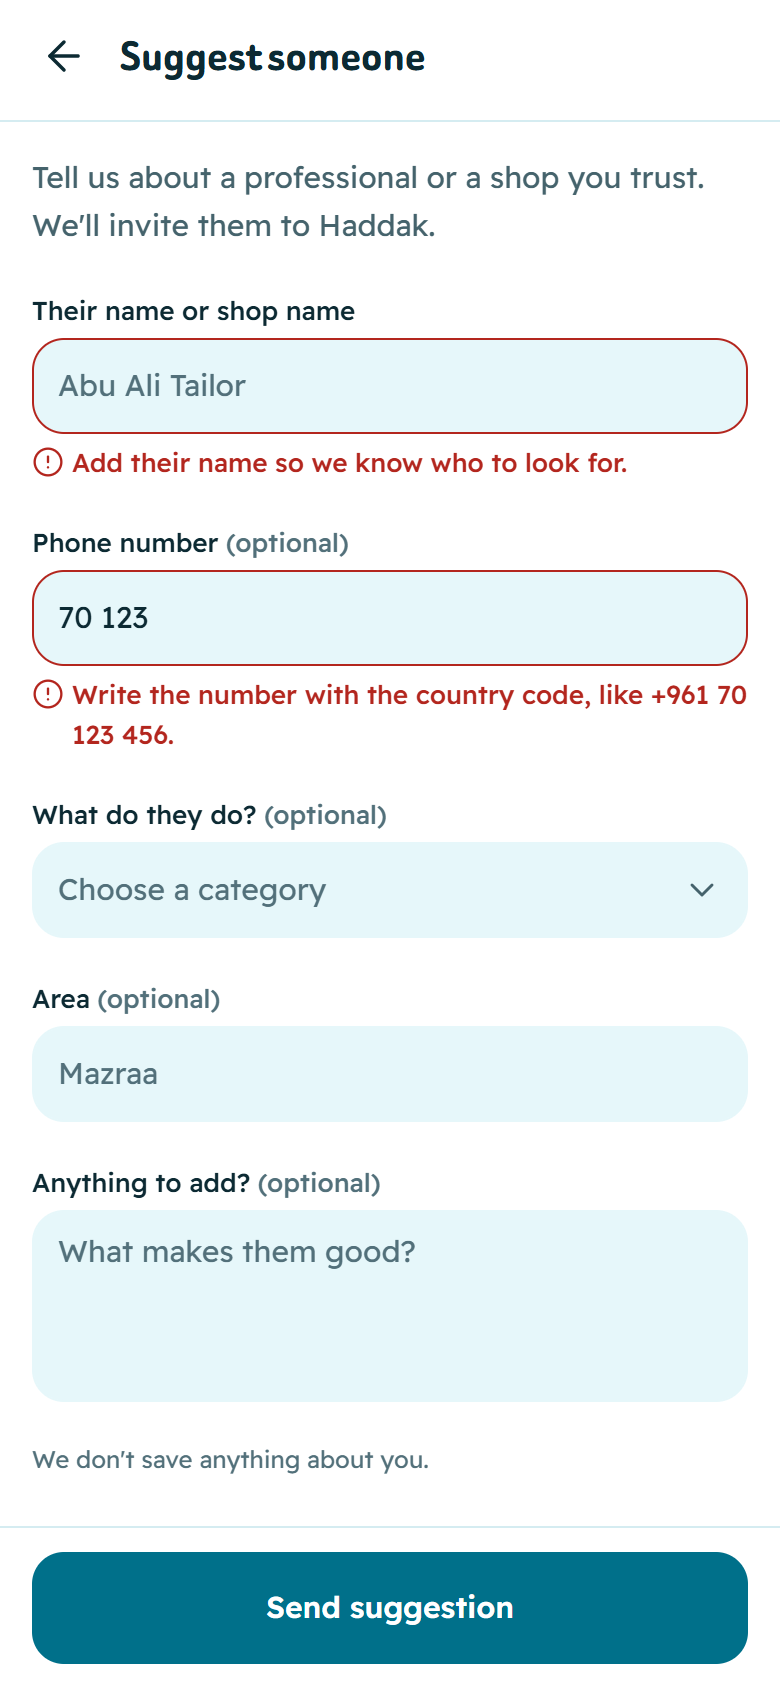 Suggest someone
Tell us about a professional or a shop you trust.
We'll invite them to Haddak.
Their name or shop name
Abu Ali Tailor
Add their name so we know who to look for.
Phone number (optional)
70 123
Write the number with the country code, like +961 70
123 456.
What do they do? (optional)
Choose a category
Area (optional)
Mazraa
Anything to add? (optional)
What makes them good?
We don't save anything about you.
Send suggestion